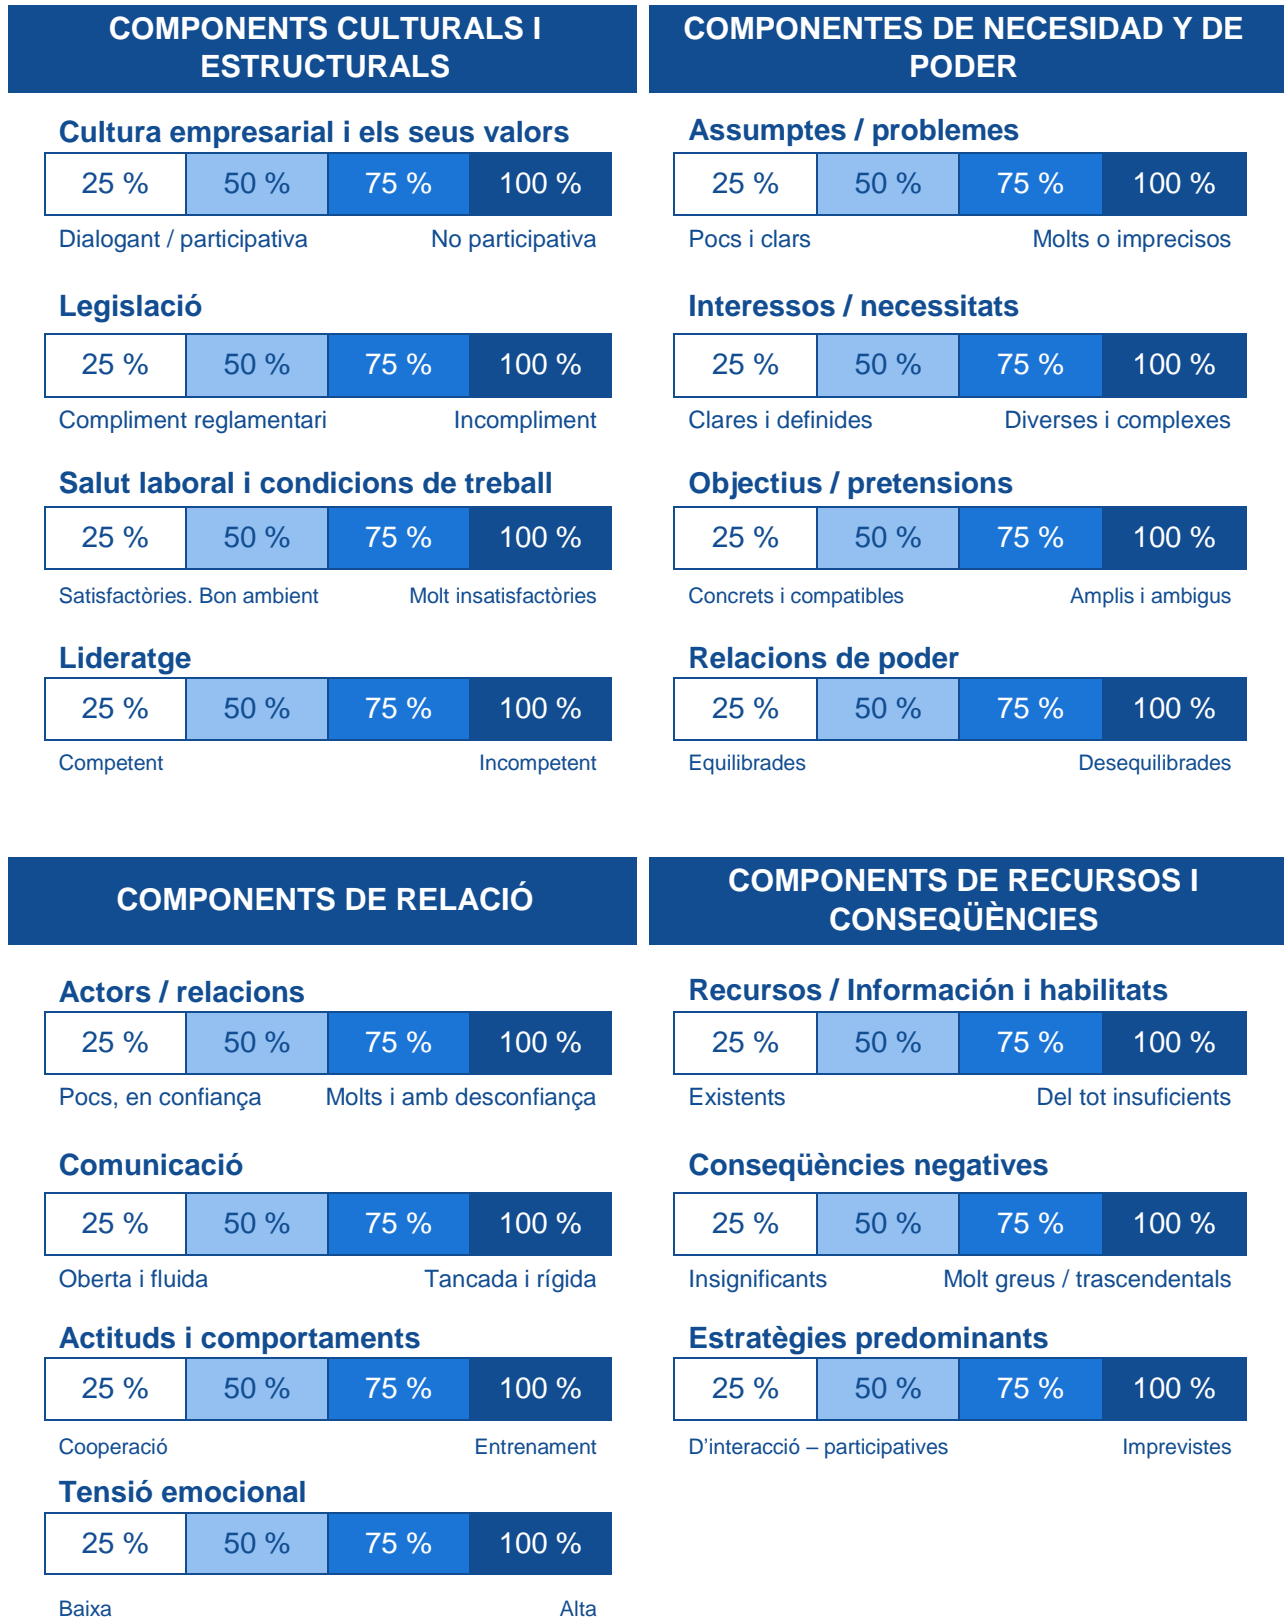 COMPONENTS CULTURALS I
ESTRUCTURALS
Cultura empresarial i els seus valors
25 % 50 % 75 % 100 %
Dialogant / participativa No participativa
Legislació
25 % 50 % 75 % 100 %
Compliment reglamentari Incompliment
Salut laboral i condicions de treball
25 % 50 % 75 % 100 %
Satisfactòries. Bon ambient Molt insatisfactòries
Lideratge
25 % 50 % 75 % 100 %
Competent Incompetent
COMPONENTES DE NECESIDAD Y DE
PODER
Assumptes / problemes
25 % 50 % 75 % 100 %
Pocs i clars Molts o imprecisos
Interessos / necessitats
25 % 50 % 75 % 100 %
Clares i definides Diverses i complexes
Objectius / pretensions
25 % 50 % 75 % 100 %
Concrets i compatibles Amplis i ambigus
Relacions de poder
25 % 50 % 75 % 100 %
Equilibrades Desequilibrades
COMPONENTS DE RELACIÓ
Actors / relacions
25 % 50 % 75 % 100 %
Pocs, en confiança Molts i amb desconfiança
Comunicació
25 % 50 % 75 % 100 %
Oberta i fluida Tancada i rígida
Actituds i comportaments
25 % 50 % 75 % 100 %
Cooperació Entrenament
Tensió emocional
25 % 50 % 75 % 100 %
Baixa Alta
COMPONENTS DE RECURSOS I
CONSEQÜÈNCIES
Recursos / Información i habilitats
25 % 50 % 75 % 100 %
Existents Del tot insuficients
Conseqüències negatives
25 % 50 % 75 % 100 %
Insignificants Molt greus / trascendentals
Estratègies predominants
25 % 50 % 75 % 100 %
D’interacció – participatives Imprevistes